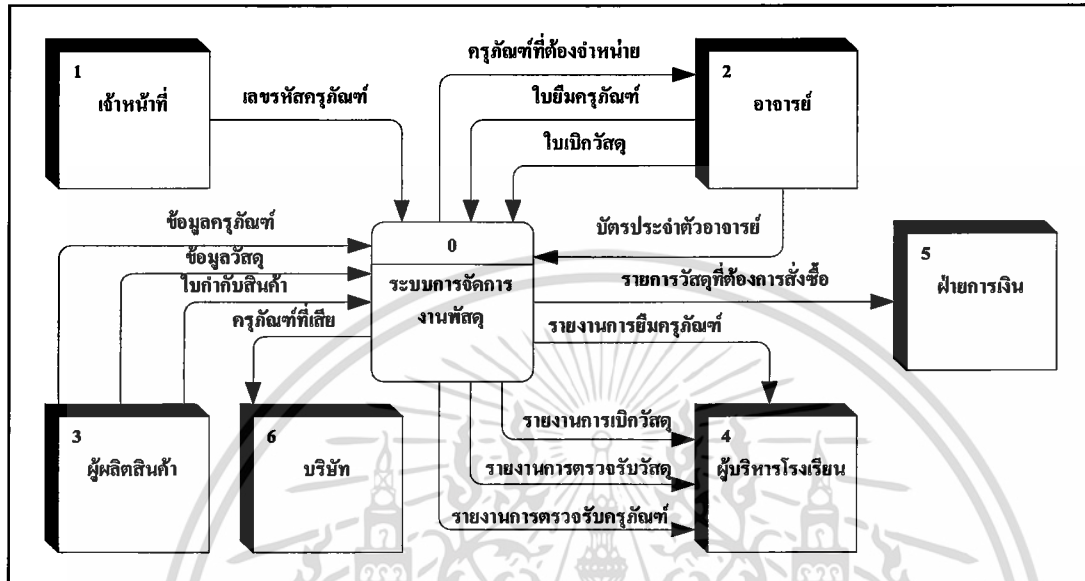 1
เจ้าหน้าที่
เลขรหัสครุภัณฑ์
ครุภัณฑ์ที่ต้องจำหน่าย
ใบยืมครุภัณฑ์
ใบเบิกวัสดุ
2
อาจารย์
บัตรประจำตัวอาจารย์
ข้อมูลครุภัณฑ์
ข้อมูลวัสดุ
ใบกำกับสินค้า
ครุภัณฑ์ที่เสีย
0
ระบบการจัดการ
งานพัสดุ
รายการวัสดุที่ต้องการสั่งซื้อ
รายงานการยืมครุภัณฑ์
5
ฝ่ายการเงิน
3
ผู้ผลิตสินค้า
6
บริษัท
รายงานการเบิกวัสดุ
รายงานการตรวจรับวัสดุ
รายงานการตรวจรับครุภัณฑ์
4
ผู้บริหารโรงเรียน